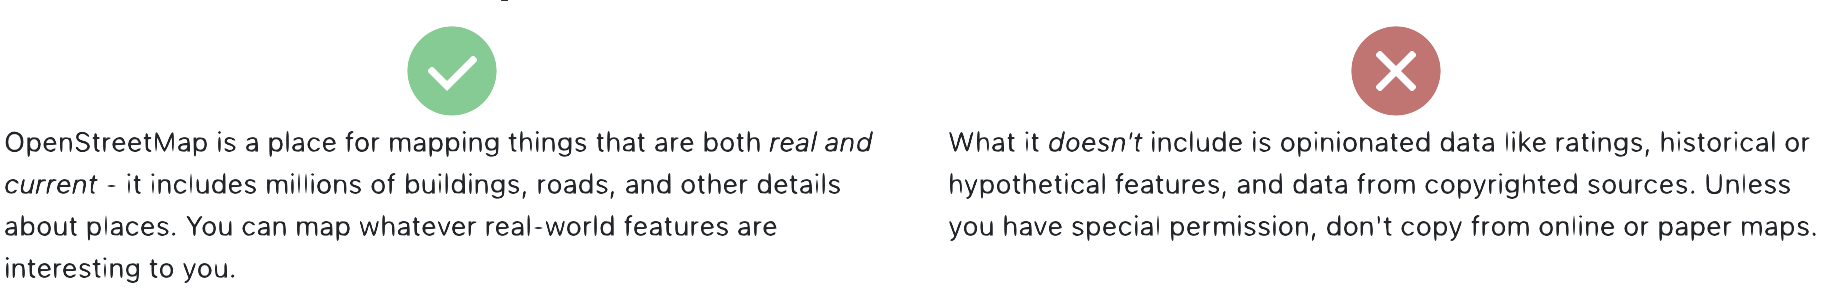 OpenStreetMap is a place for mapping things that are both real and
current - it includes millions of buildings, roads, and other details
about places. You can map whatever real-world features are
interesting to you.
What it doesn't include is opinionated data like ratings, historical or
hypothetical features, and data from copyrighted sources. Unless
you have special permission, don't copy from online or paper maps.